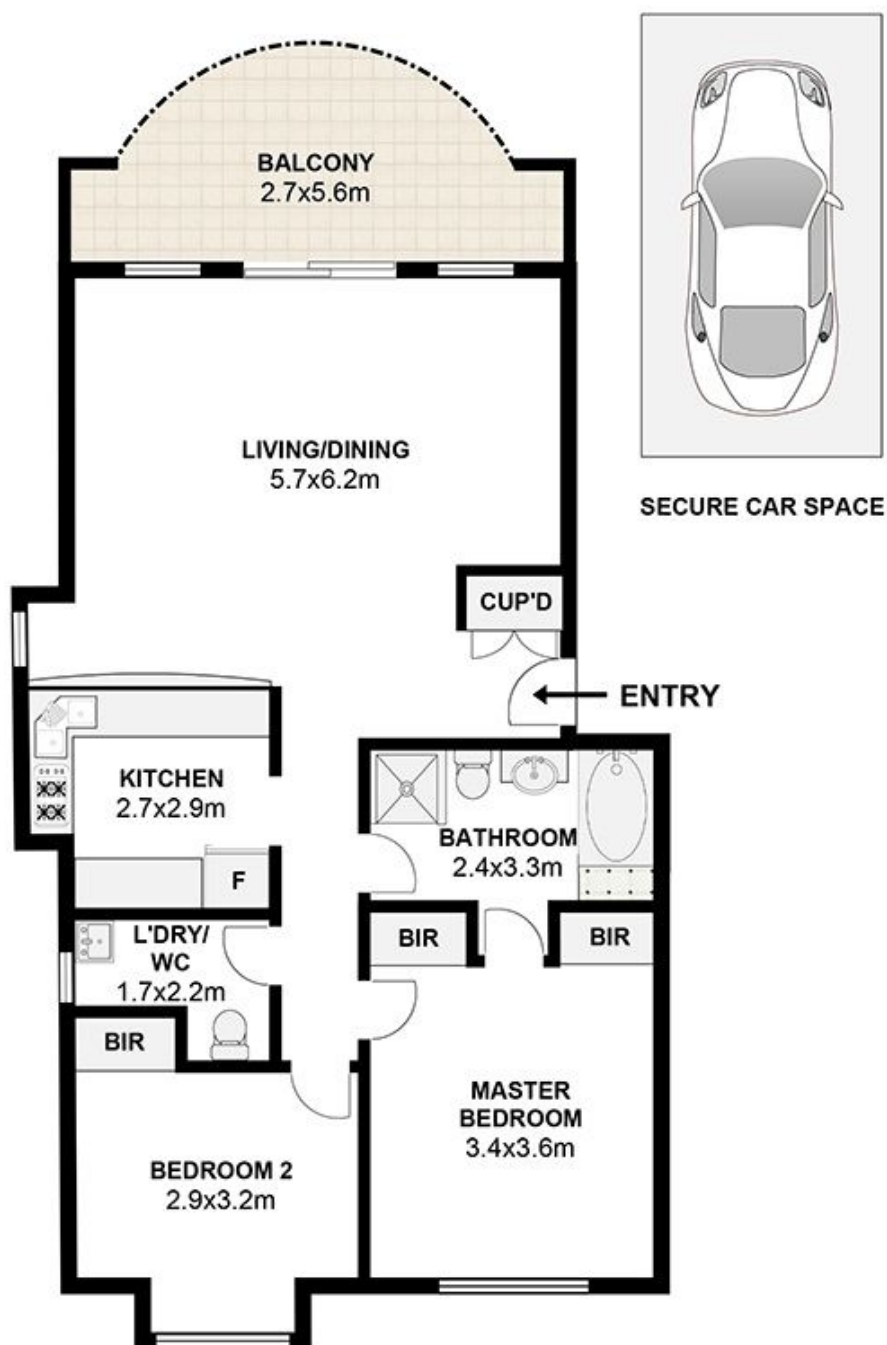 BALCONY
2.7x5.6m
LIVING/DINING
5.7x6.2m
SECURE CAR SPACE
CUP'D
ENTRY
KITCHEN
2.7x2.9m
F
BATHROOM
2.4x3.3m
L'DRY/
WC
1.7x2.2m
BIR
BIR
BIR
MASTER
BEDROOM
3.4x3.6m
BEDROOM 2
2.9x3.2m